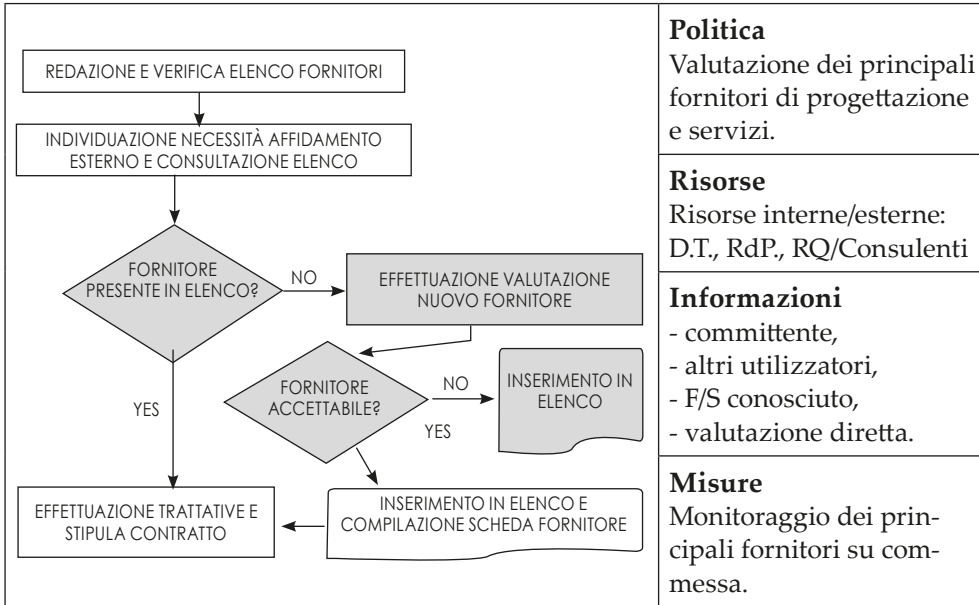 REDAZIONE E VERIFICA ELENCO FORNITORI
INDIVIDUAZIONE NECESSITÀ AFFIDAMENTO
ESTERNO E CONSULTAZIONE ELENCO
FORNITORE
PRESENTE IN ELENCO?
NO
EFFETTUAZIONE VALUTAZIONE
NUOVO FORNITORE
FORNITORE
ACCETTABILE?
NO
INSERIMENTO IN
ELENCO
YES
YES
EFFETTUAZIONE TRATTATIVE E
STIPULA CONTRATTO
INSERIMENTO IN ELENCO E
COMPILAZIONE SCHEDA FORNITORE
Politica
Valutazione dei principali
fornitori di progettazione
e servizi.
Risorse
Risorse interne/esterne:
D.T., RdP., RQ/Consulenti
Informazioni
- committente,
- altri utilizzatori,
- F/S conosciuto,
- valutazione diretta.
Misure
Monitoraggio dei prin-
cipali fornitori su com-
messa.